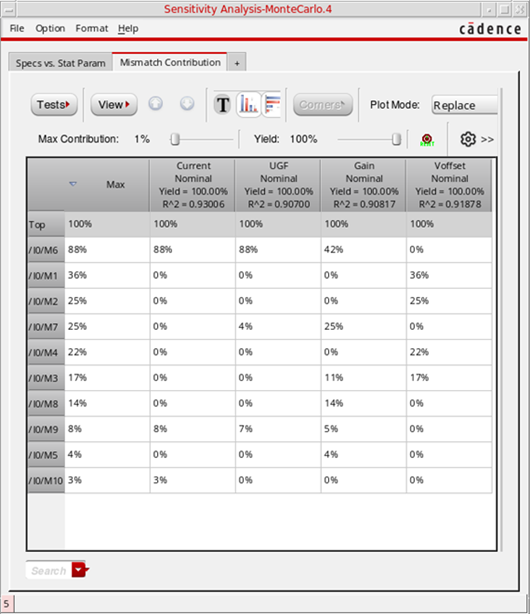 Sensitivity Analysis-MonteCarlo.4
File Option Format Help cādence
Specs vs. Stat Param Mismatch Contribution +
Tests View T Corners Plot Mode: Replace
Max Contribution: 1% Yield: 100% >>
Max Current Nominal Yield = 100.00% R^2 = 0.93006 UGF Nominal Yield = 100.00% R^2 = 0.90700 Gain Nominal Yield = 100.00% R^2 = 0.90817 Voffset Nominal Yield = 100.00% R^2 = 0.91878
Top 100% 100% 100% 100% 100%
/I0/M6 88% 88% 88% 42% 0%
/I0/M1 36% 0% 0% 0% 36%
/I0/M2 25% 0% 0% 0% 25%
/I0/M7 25% 0% 4% 25% 0%
/I0/M4 22% 0% 0% 0% 22%
/I0/M3 17% 0% 0% 11% 17%
/I0/M8 14% 0% 0% 14% 0%
/I0/M9 8% 8% 7% 5% 0%
/I0/M5 4% 0% 0% 4% 0%
/I0/M10 3% 3% 0% 0% 0%
Search
5